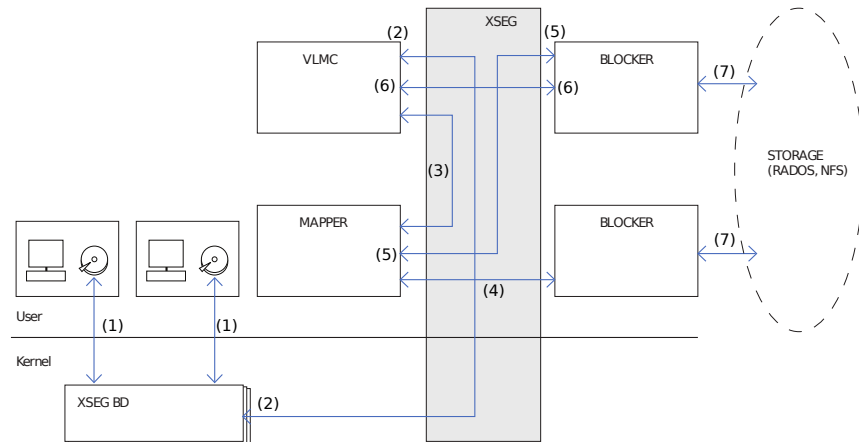 XSEG
(2)
(5)
VLMC
BLOCKER
(7)
(6)
(6)
(3)
STORAGE
(RADOS, NFS)
MAPPER
BLOCKER
(5)
(7)
(4)
User
(1)
(1)
Kernel
XSEG BD
(2)